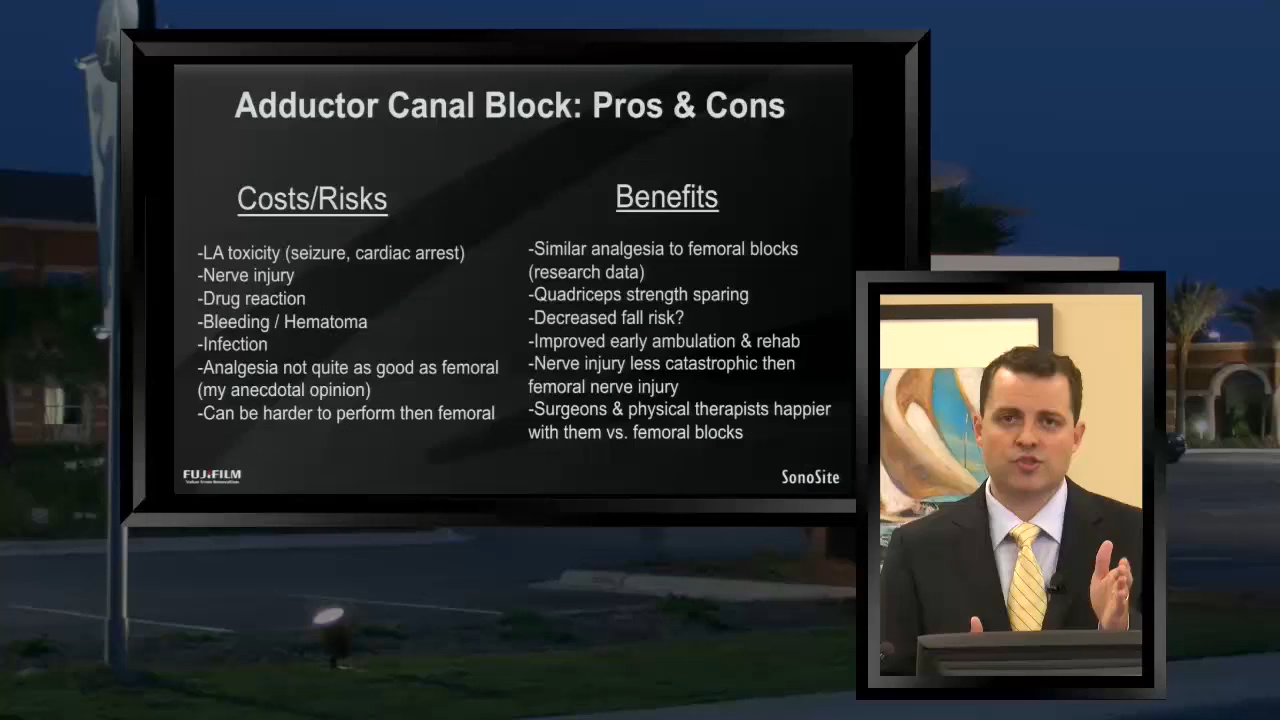 Adductor Canal Block: Pros & Cons
Costs/Risks
-LA toxicity (seizure, cardiac arrest)
-Nerve injury
-Drug reaction
-Bleeding / Hematoma
-Infection
-Analgesia not quite as good as femoral
(my anecdotal opinion)
-Can be harder to perform then femoral
Benefits
-Similar analgesia to femoral blocks
(research data)
-Quadriceps strength sparing
-Decreased fall risk?
-Improved early ambulation & rehab
-Nerve injury less catastrophic then
femoral nerve injury
-Surgeons & physical therapists happier
with them vs. femoral blocks
FUJIFILM
Value from Innovation
SonoSite